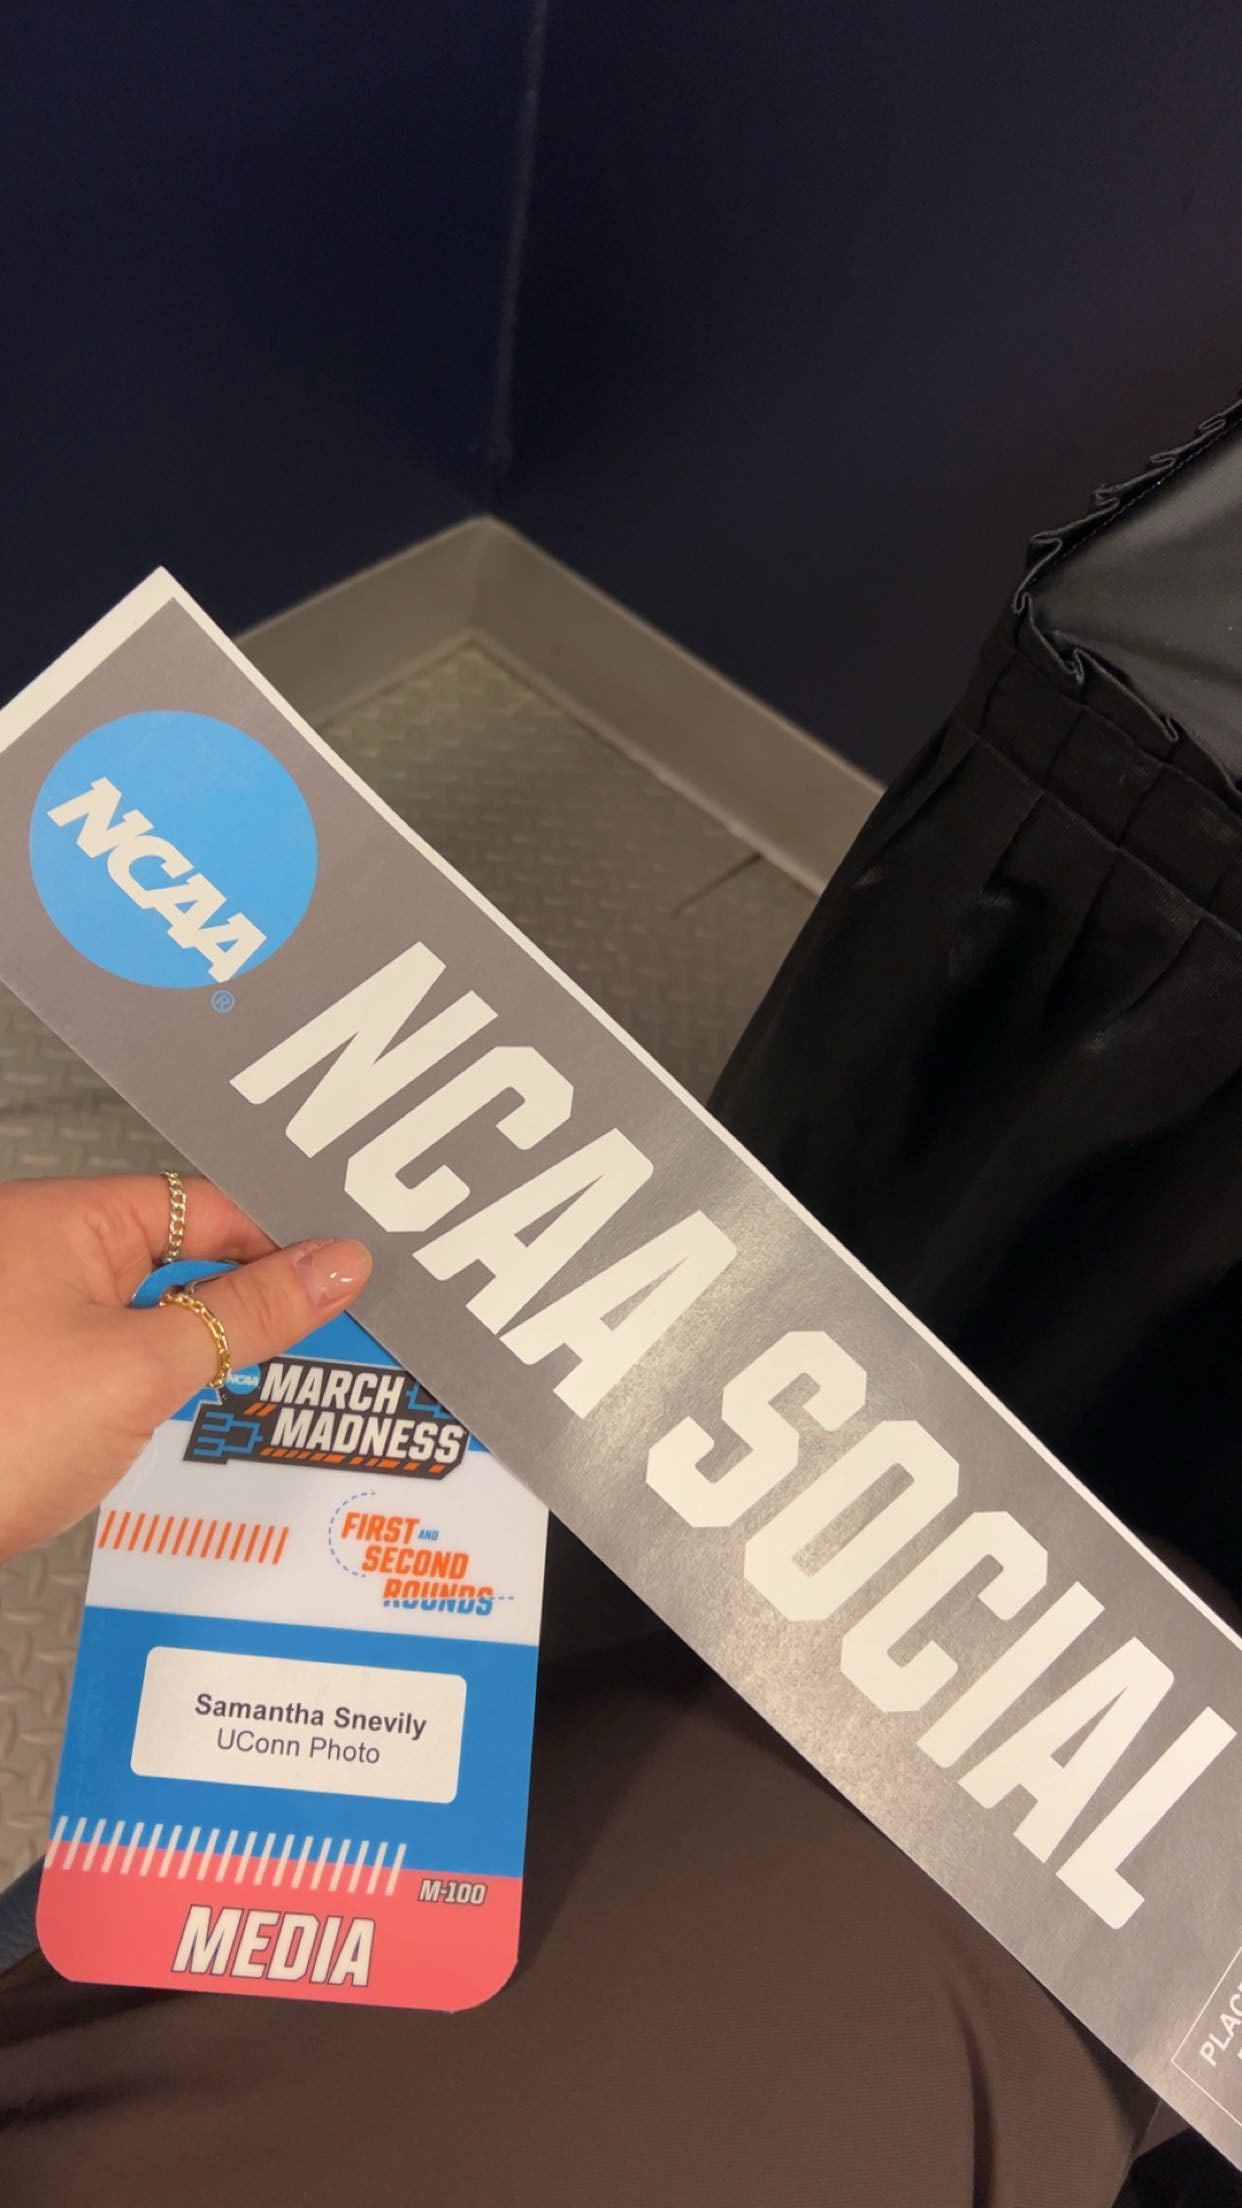 NCAA
®
NCAA SOCIAL
NCAA
MARCH
MADNESS
FIRST AND
SECOND
ROUNDS
Samantha Snevily
UConn Photo
M-100
MEDIA